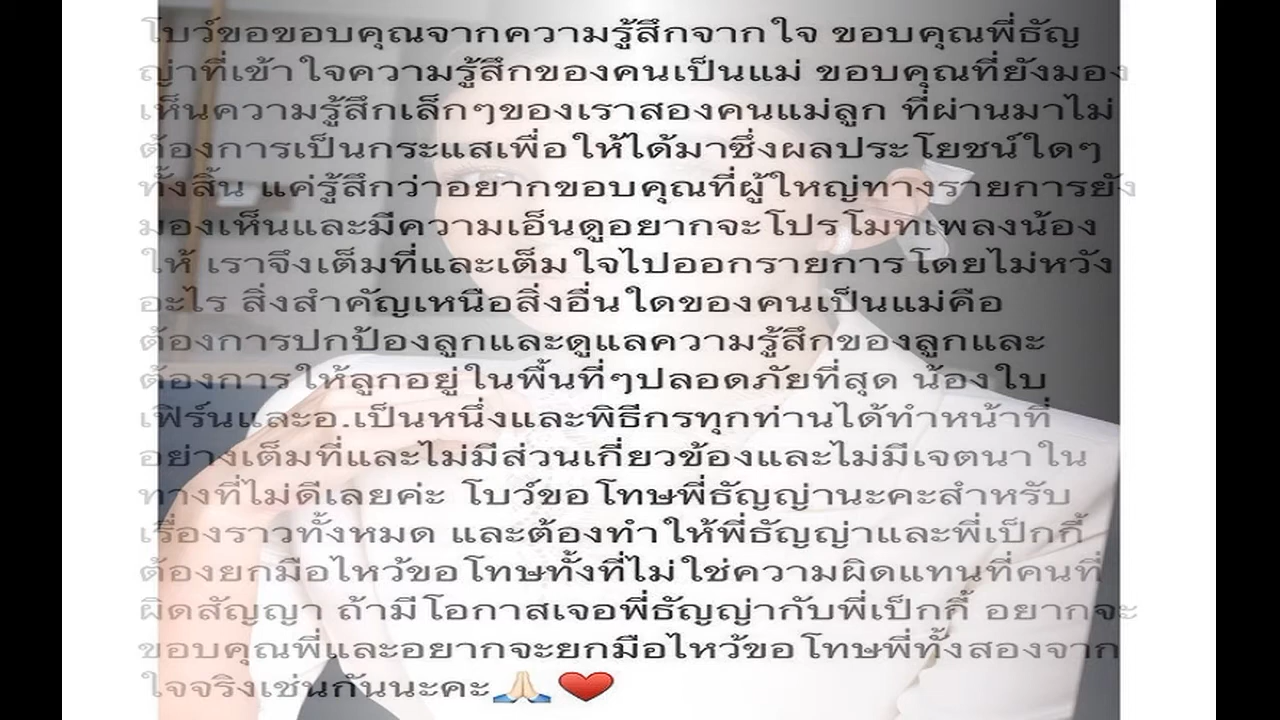 โบว์ขอขอบคุณจากความรู้สึกจากใจ ขอบคุณพี่ธัญ
ญ่าที่เข้าใจความรู้สึกของคนเป็นแม่ ขอบคุณที่ยังมอง
เห็นความรู้สึกเล็กๆของเราสองคนแม่ลูก ที่ผ่านมาไม่
ต้องการเป็นกระแสเพื่อให้ได้มาซึ่งผลประโยชน์ใดๆ
ทั้งสิ้น แค่รู้สึกว่าอยากขอบคุณที่ผู้ใหญ่ทางรายการยัง
มองเห็นและมีความเอ็นดูอยากจะโปรโมทเพลงน้อง
ให้ เราจึงเต็มที่และเต็มใจไปออกรายการโดยไม่หวัง
อะไร สิ่งสำคัญเหนือสิ่งอื่นใดของคนเป็นแม่คือ
ต้องการปกป้องลูกและดูแลความรู้สึกของลูกและ
ต้องการให้ลูกอยู่ในพื้นที่ๆปลอดภัยที่สุด น้องใบ
เฟิร์นและอ.เป็นหนึ่งและพิธีกรทุกท่านได้ทำหน้าที่
อย่างเต็มที่และไม่มีส่วนเกี่ยวข้องและไม่มีเจตนาใน
ทางที่ไม่ดีเลยค่ะ โบว์ขอโทษพี่ธัญญ่านะคะสำหรับ
เรื่องราวทั้งหมด และต้องทำให้พี่ธัญญ่าและพี่เป็กกี้
ต้องยกมือไหว้ขอโทษทั้งที่ไม่ใช่ความผิดแทนที่คนที่
ผิดสัญญา ถ้ามีโอกาสเจอพี่ธัญญ่ากับพี่เป็กกี้ อยากจะ
ขอบคุณพี่และอยากจะยกมือไหว้ขอโทษพี่ทั้งสองจาก
ใจจริงเช่นกันนะคะ🙏🏻❤️